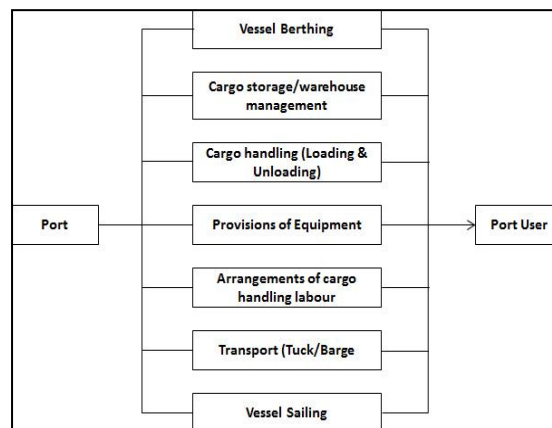 Vessel Berthing
Cargo storage/warehouse
management
Cargo handling (Loading &
Unloading)
Port
Provisions of Equipment
Port User
Arrangements of cargo
handling labour
Transport (Tuck/Barge
Vessel Sailing